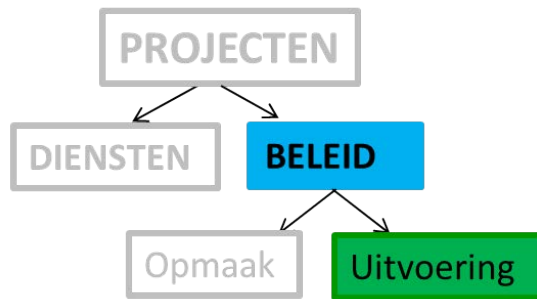 PROJECTEN
DIENSTEN
BELEID
Opmaak
Uitvoering